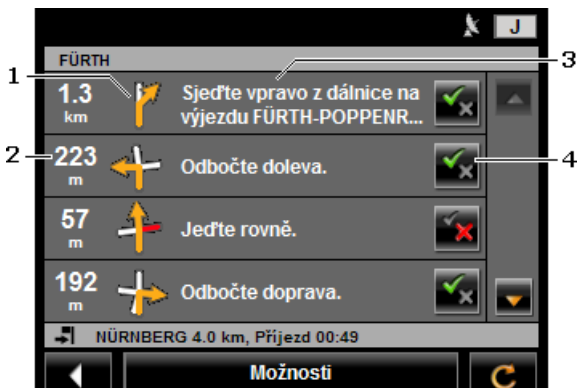 J
FÜRTH
1
3
1.3
km
Sjeďte vpravo z dálnice na
výjezdu FÜRTH-POPPENR...
2
223
m
Odbočte doleva.
4
57
m
Jeďte rovně.
192
m
Odbočte doprava.
NÜRNBERG 4.0 km, Příjezd 00:49
Možnosti